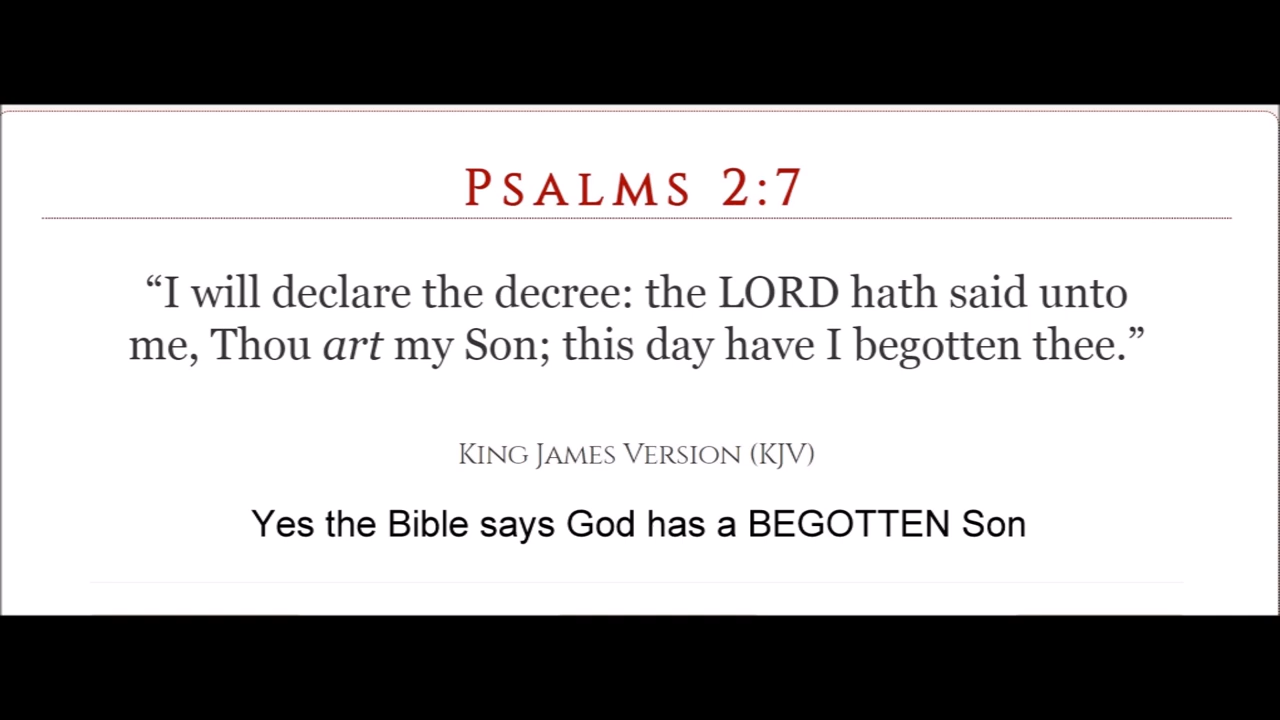 Psalms 2:7
“I will declare the decree: the LORD hath said unto
me, Thou art my Son; this day have I begotten thee.”
King James Version (KJV)
Yes the Bible says God has a BEGOTTEN Son